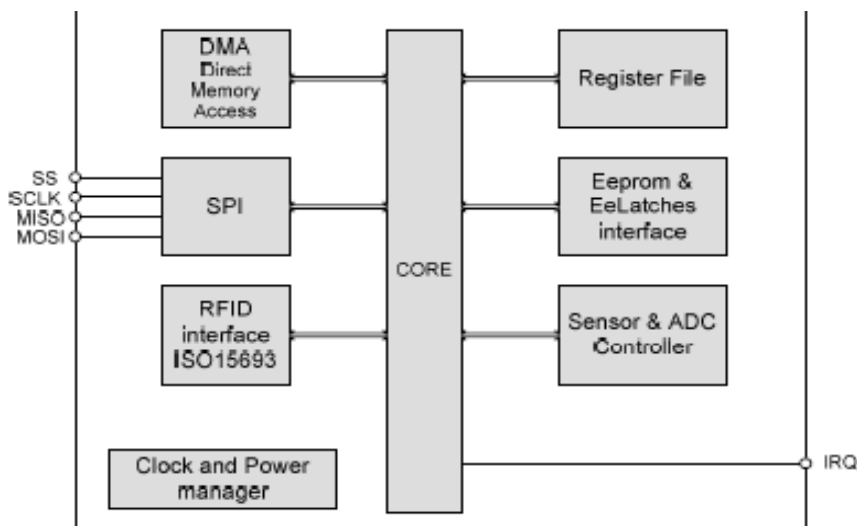 DMA
Direct
Memory
Access
Register File
SS
SCLK
MISO
MOSI
SPI
Eeprom &
EeLatches
interface
CORE
RFID
interface
ISO15693
Sensor & ADC
Controller
Clock and Power
manager
IRQ